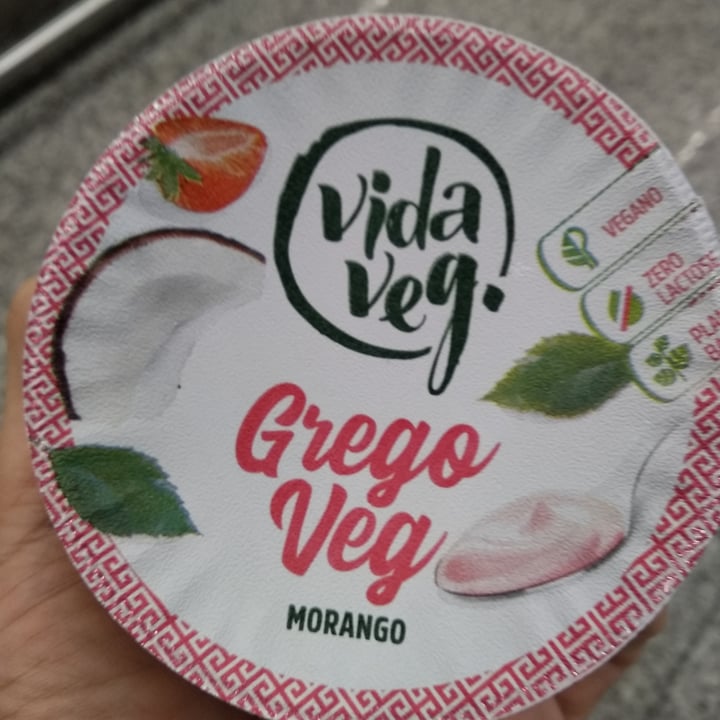 vida
veg.
VEGANO
ZERO
LACTOSE
Grego
Veg
MORANGO